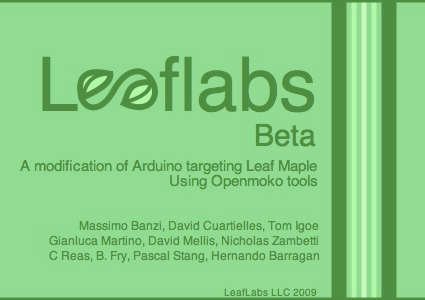 Leaflabs
Beta
A modification of Arduino targeting Leaf Maple
Using Openmoko tools
Massimo Banzi, David Cuartielles, Tom Igoe
Gianluca Martino, David Mellis, Nicholas Zambetti
C Reas, B. Fry, Pascal Stang, Hernando Barragan
LeafLabs LLC 2009